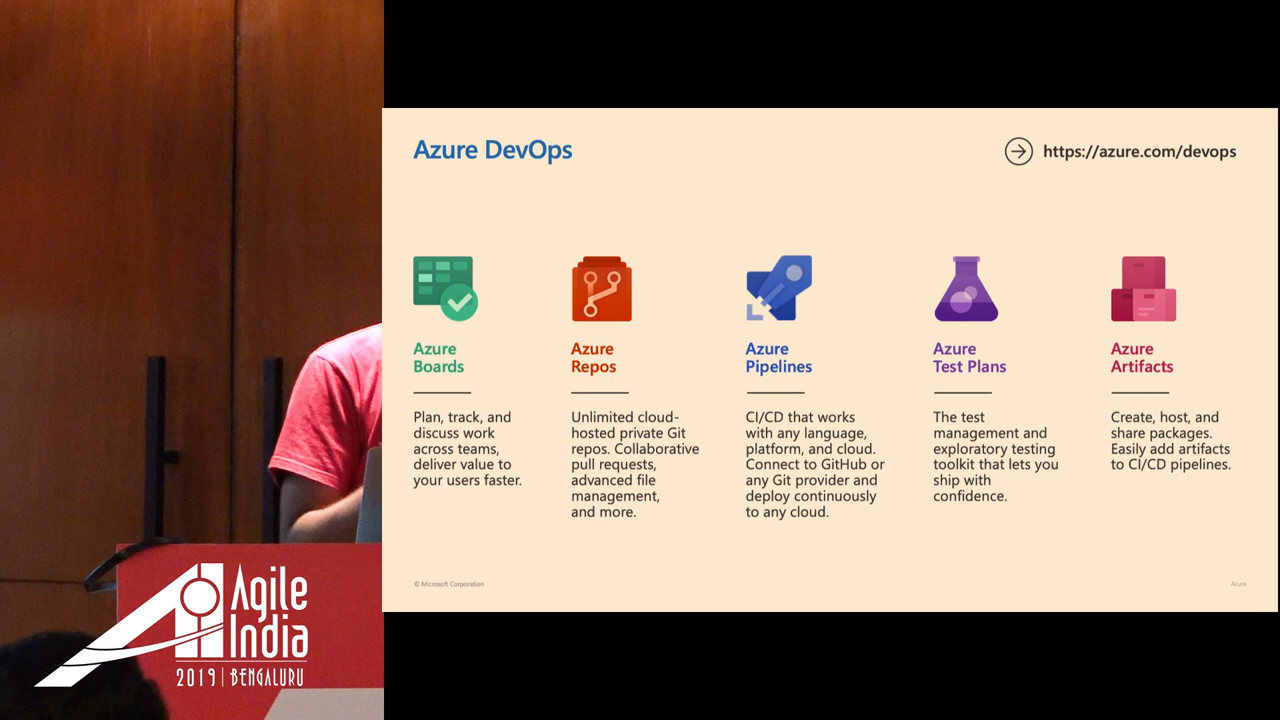 Azure DevOps
https://azure.com/devops
Azure
Boards
Plan, track, and
discuss work
across teams,
deliver value to
your users faster.
Azure
Repos
Unlimited cloud-
hosted private Git
repos. Collaborative
pull requests,
advanced file
management,
and more.
Azure
Pipelines
CI/CD that works
with any language,
platform, and cloud.
Connect to GitHub or
any Git provider and
deploy continuously
to any cloud.
Azure
Test Plans
The test
management and
exploratory testing
toolkit that lets you
ship with
confidence.
Azure
Artifacts
Create, host, and
share packages.
Easily add artifacts
to CI/CD pipelines.
© Microsoft Corporation
Azure
Agile
India
2019 | BENGALURU